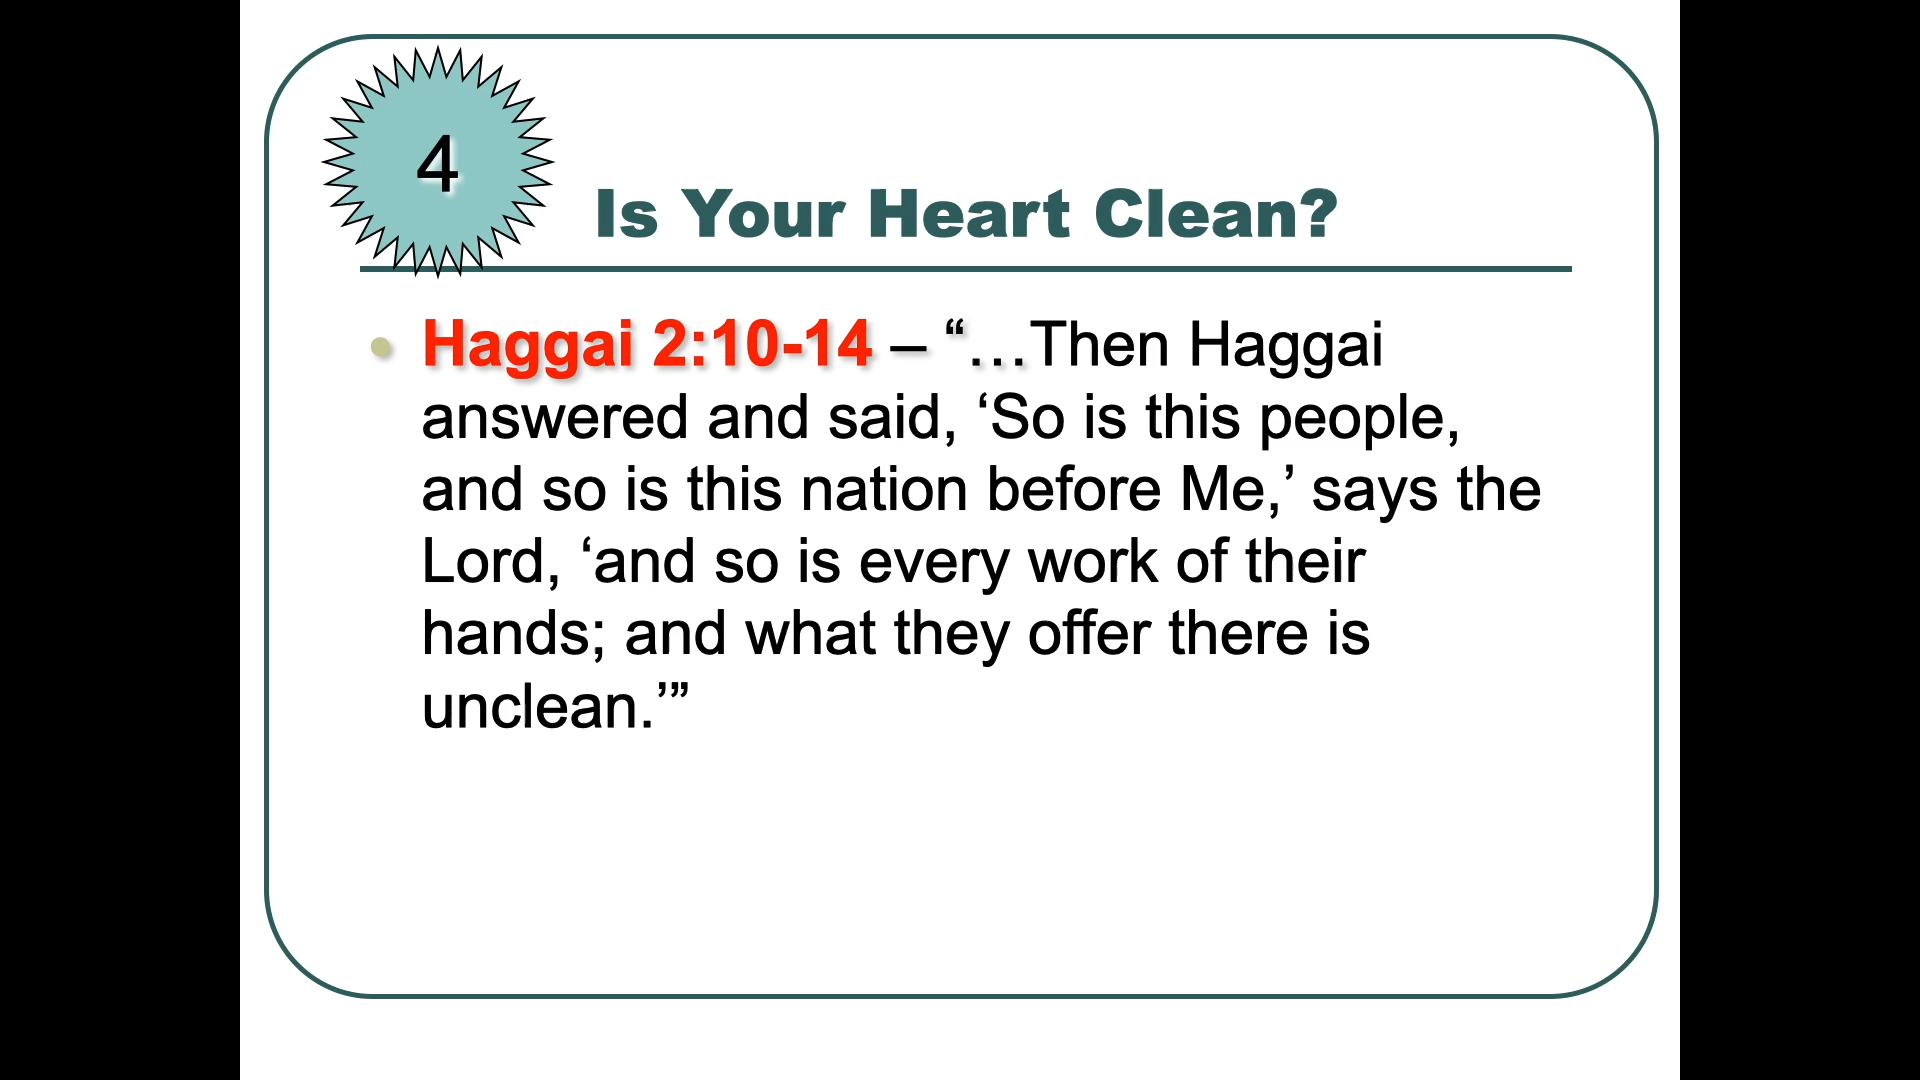 4
Is Your Heart Clean?
• Haggai 2:10-14 – “…Then Haggai
answered and said, ‘So is this people,
and so is this nation before Me,’ says the
Lord, ‘and so is every work of their
hands; and what they offer there is
unclean.’”